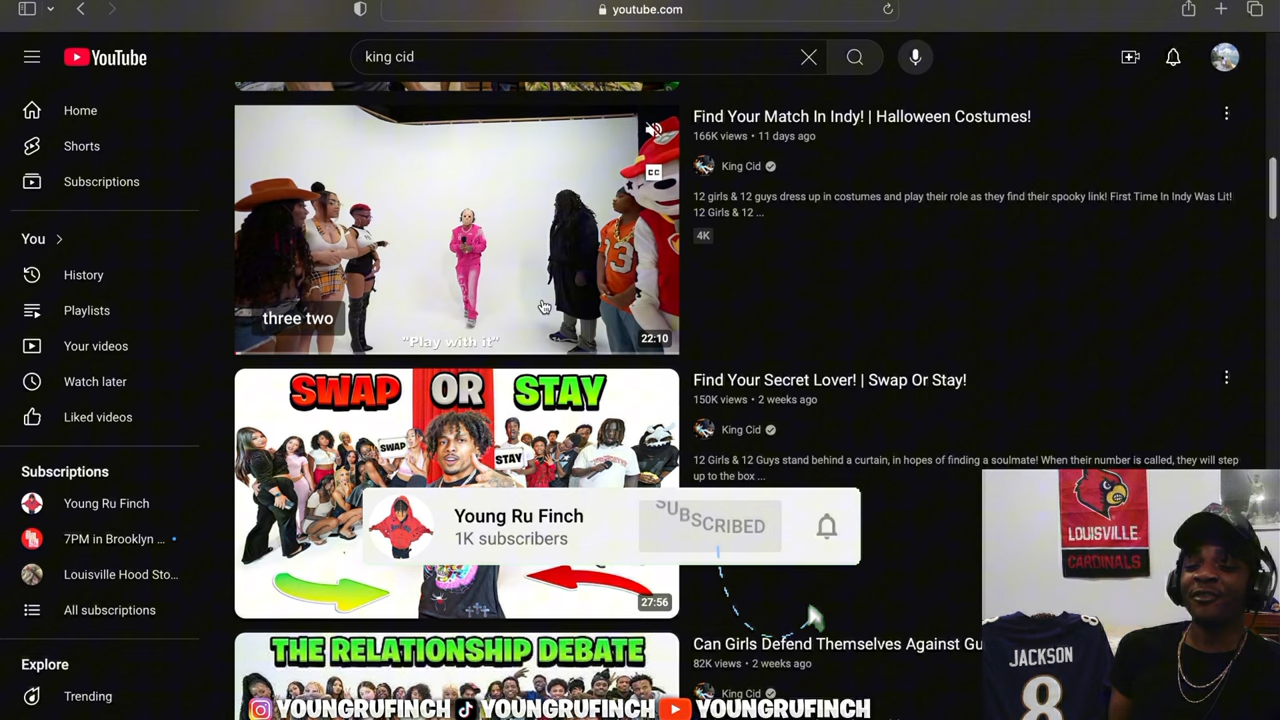 youtube.com
YouTube
king cid
Home
Shorts
Subscriptions
You
History
Playlists
Your videos
Watch later
Liked videos
Subscriptions
Young Ru Finch
7PM in Brooklyn ...
Louisville Hood Sto...
All subscriptions
Explore
Trending
CC
three two
"Play with it"
22:10
Find Your Match In Indy! | Halloween Costumes!
166K views • 11 days ago
King Cid
12 girls & 12 guys dress up in costumes and play their role as they find their spooky link! First Time In Indy Was Lit!
12 Girls & 12 ...
4K
SWAP OR STAY
SWAP
STAY
27:56
Find Your Secret Lover! | Swap Or Stay!
150K views • 2 weeks ago
King Cid
12 Girls & 12 Guys stand behind a curtain, in hopes of finding a soulmate! When their number is called, they will step
up to the box ...
Young Ru Finch
1K subscribers
SUBSCRIBED
THE RELATIONSHIP DEBATE
Can Girls Defend Themselves Against Gu
82K views • 2 weeks ago
King Cid
LOUISVILLE
CARDINALS
JACKSON
8
YOUNGRUFINCH YOUNGRUFINCH YOUNGRUFINCH